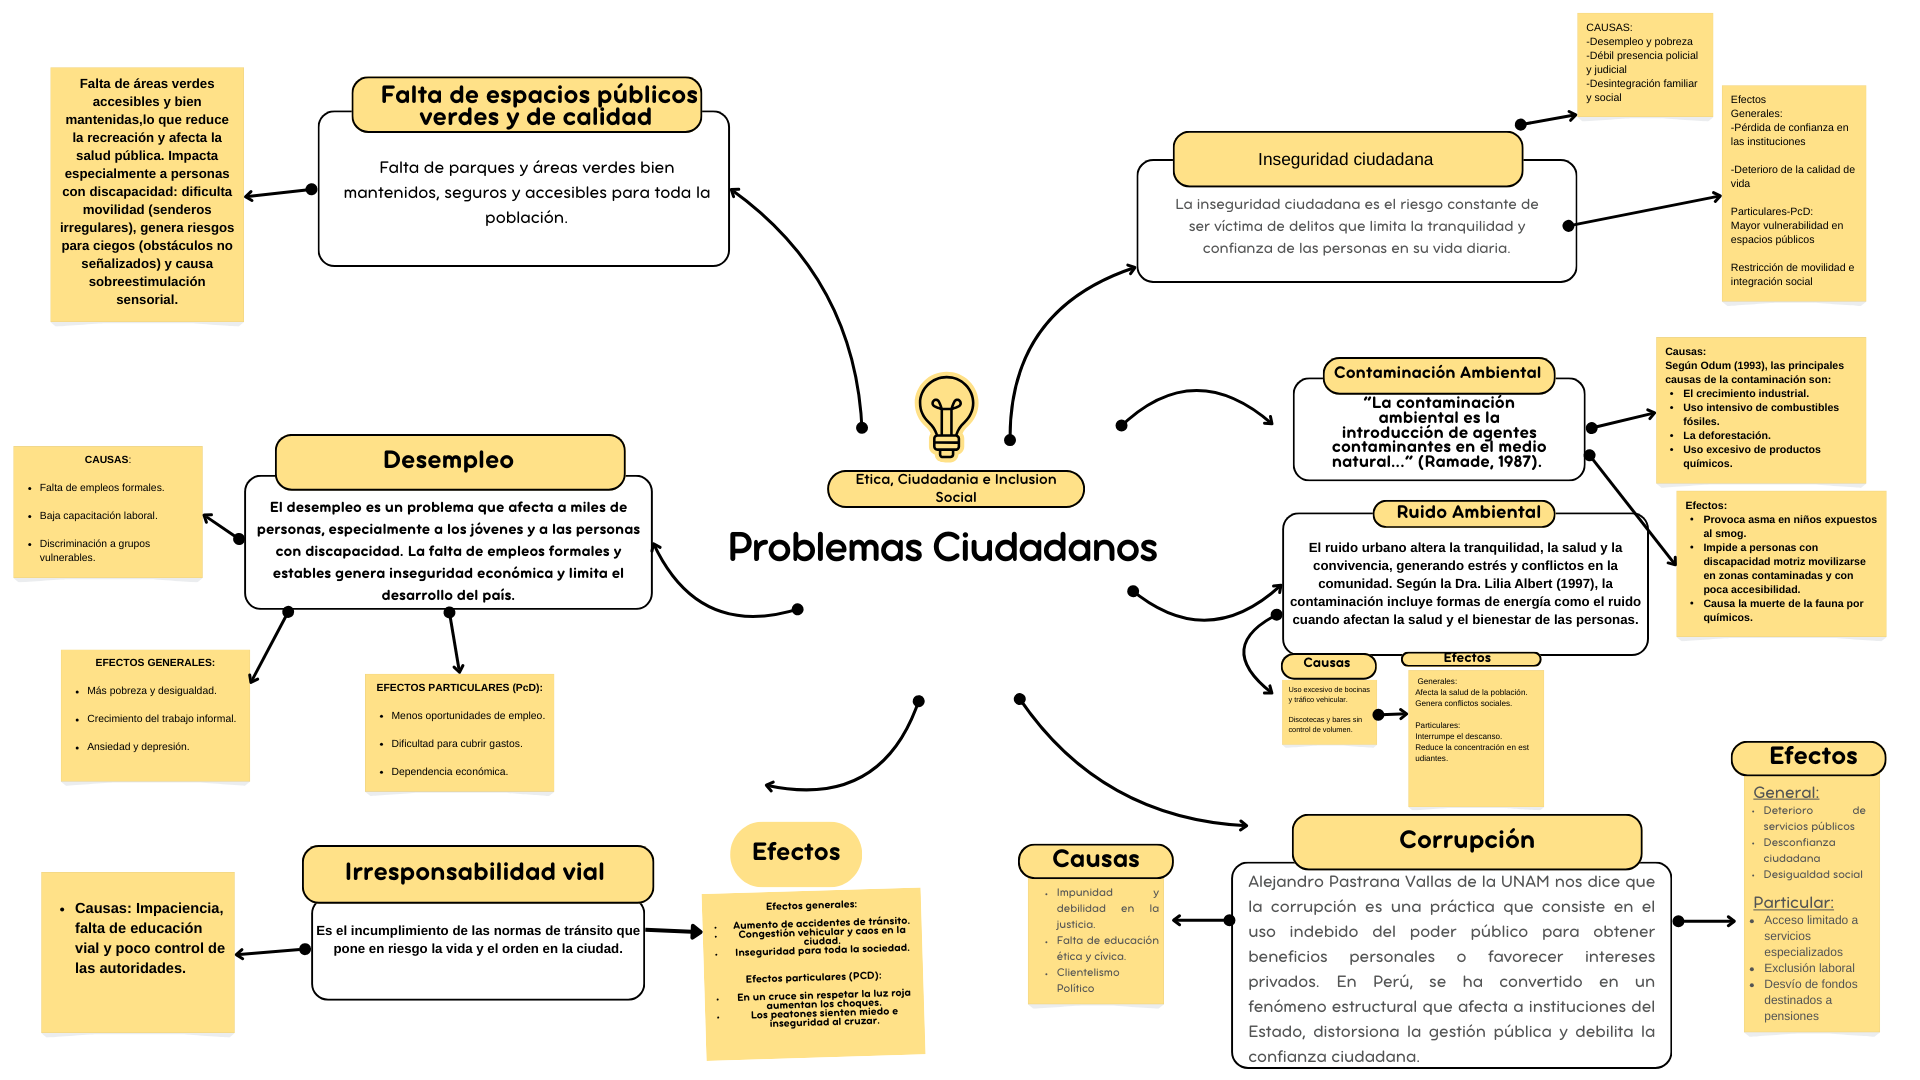 Falta de espacios públicos
verdes y de calidad
Falta de parques y áreas verdes bien
mantenidos, seguros y accesibles para toda la
población.
Falta de áreas verdes
accesibles y bien
mantenidas,lo que reduce
la recreación y afecta la
salud pública. Impacta
especialmente a personas
con discapacidad: dificulta
movilidad (senderos
irregulares), genera riesgos
para ciegos (obstáculos no
señalizados) y causa
sobreestimulación
sensorial.
Inseguridad ciudadana
La inseguridad ciudadana es el riesgo constante de
ser víctima de delitos que limita la tranquilidad y
confianza de las personas en su vida diaria.
CAUSAS:
-Desempleo y pobreza
-Débil presencia policial
y judicial
-Desintegración familiar
y social
Efectos
Generales:
-Pérdida de confianza en
las instituciones
-Deterioro de la calidad de
vida
Particulares-PcD:
Mayor vulnerabilidad en
espacios públicos
Restricción de movilidad e
integración social
Etica, Ciudadania e Inclusion
Social
Problemas Ciudadanos
Contaminación Ambiental
“La contaminación
ambiental es la
introducción de agentes
contaminantes en el medio
natural...” (Ramade, 1987).
Causas:
Según Odum (1993), las principales
causas de la contaminación son:
• El crecimiento industrial.
• Uso intensivo de combustibles
fósiles.
• La deforestación.
• Uso excesivo de productos
químicos.
Efectos:
• Provoca asma en niños expuestos
al smog.
• Impide a personas con
discapacidad motriz movilizarse
en zonas contaminadas y con
poca accesibilidad.
• Causa la muerte de la fauna por
químicos.
Ruido Ambiental
El ruido urbano altera la tranquilidad, la salud y la
convivencia, generando estrés y conflictos en la
comunidad. Según la Dra. Lilia Albert (1997), la
contaminación incluye formas de energía como el ruido
cuando afectan la salud y el bienestar de las personas.
Causas
Uso excesivo de bocinas
y tráfico vehicular.
Discotecas y bares sin
control de volumen.
Efectos
Generales:
Afecta la salud de la población.
Genera conflictos sociales.
Particulares:
Interrumpe el descanso.
Reduce la concentración en est
udiantes.
Desempleo
El desempleo es un problema que afecta a miles de
personas, especialmente a los jóvenes y a las personas
con discapacidad. La falta de empleos formales y
estables genera inseguridad económica y limita el
desarrollo del país.
CAUSAS:
• Falta de empleos formales.
• Baja capacitación laboral.
• Discriminación a grupos
vulnerables.
EFECTOS GENERALES:
• Más pobreza y desigualdad.
• Crecimiento del trabajo informal.
• Ansiedad y depresión.
EFECTOS PARTICULARES (PcD):
• Menos oportunidades de empleo.
• Dificultad para cubrir gastos.
• Dependencia económica.
Irresponsabilidad vial
Es el incumplimiento de las normas de tránsito que
pone en riesgo la vida y el orden en la ciudad.
• Causas: Impaciencia,
falta de educación
vial y poco control de
las autoridades.
Efectos
Efectos generales:
• Aumento de accidentes de tránsito.
• Congestión vehicular y caos en la
ciudad.
• Inseguridad para toda la sociedad.
Efectos particulares (PCD):
• En un cruce sin respetar la luz roja
aumentan los choques.
• Los peatones sienten miedo e
inseguridad al cruzar.
Corrupción
Alejandro Pastrana Vallas de la UNAM nos dice que
la corrupción es una práctica que consiste en el
uso indebido del poder público para obtener
beneficios personales o favorecer intereses
privados. En Perú, se ha convertido en un
fenómeno estructural que afecta a instituciones del
Estado, distorsiona la gestión pública y debilita la
confianza ciudadana.
Causas
• Impunidad y
debilidad en la
justicia.
• Falta de educación
ética y cívica.
• Clientelismo
Político
Efectos
General:
• Deterioro de
servicios públicos
• Desconfianza
ciudadana
• Desigualdad social
Particular:
• Acceso limitado a
servicios
especializados
• Exclusión laboral
• Desvío de fondos
destinados a
pensiones